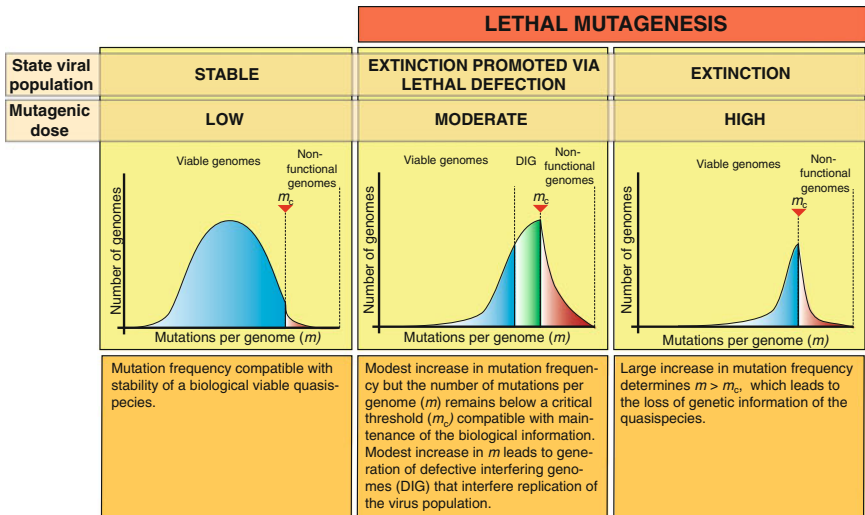 LETHAL MUTAGENESIS
State viral
population
STABLE
EXTINCTION PROMOTED VIA
LETHAL DEFECTION
EXTINCTION
Mutagenic
dose
LOW
MODERATE
HIGH
Number of genomes
Viable genomes
Non-
functional
genomes
mc
Mutations per genome (m)
Number of genomes
Viable genomes
DIG
Non-
functional
genomes
mc
Mutations per genome (m)
Number of genomes
Viable genomes
Non-
functional
genomes
mc
Mutations per genome (m)
Mutation frequency compatible with
stability of a biological viable quasis-
pecies.
Modest increase in mutation frequen-
cy but the number of mutations per
genome (m) remains below a critical
threshold (mc) compatible with main-
tenance of the biological information.
Modest increase in m leads to gene-
ration of defective interfering geno-
mes (DIG) that interfere replication of
the virus population.
Large increase in mutation frequency
determines m > mc, which leads to
the loss of genetic information of the
quasispecies.